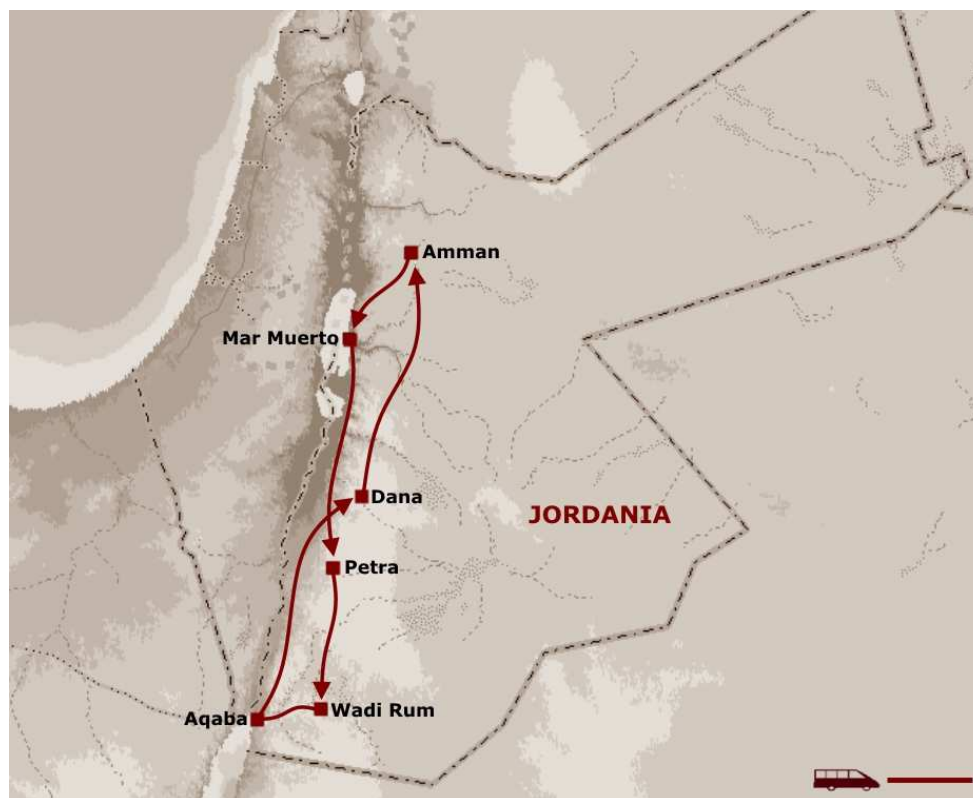 Amman
Mar Muerto
Dana
JORDANIA
Petra
Wadi Rum
Aqaba